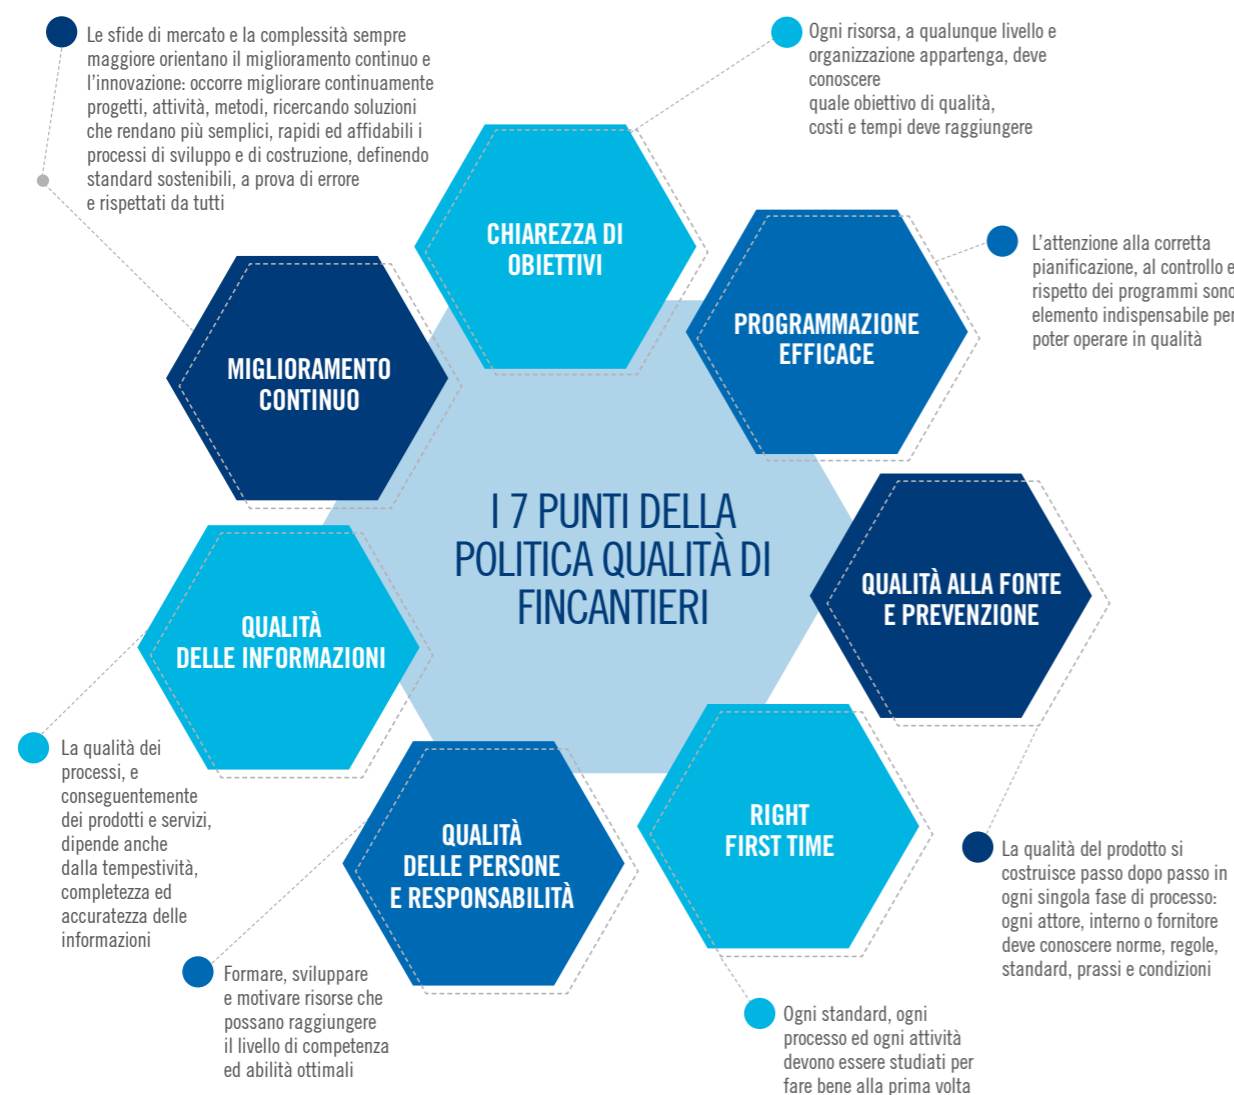 Le sfide di mercato e la complessità sempre
maggiore orientano il miglioramento continuo e
l'innovazione: occorre migliorare continuamente
progetti, attività, metodi, ricercando soluzioni
che rendano più semplici, rapidi ed affidabili i
processi di sviluppo e di costruzione, definendo
standard sostenibili, a prova di errore
e rispettati da tutti
Ogni risorsa, a qualunque livello e
organizzazione appartenga, deve
conoscere
quale obiettivo di qualità,
costi e tempi deve raggiungere
CHIAREZZA DI
OBIETTIVI
L'attenzione alla corretta
pianificazione, al controllo e
rispetto dei programmi sono
elemento indispensabile per
poter operare in qualità
PROGRAMMAZIONE
EFFICACE
MIGLIORAMENTO
CONTINUO
I 7 PUNTI DELLA
POLITICA QUALITÀ DI
FINCANTIERI
QUALITÀ ALLA FONTE
E PREVENZIONE
QUALITÀ
DELLE INFORMAZIONI
La qualità dei
processi, e
conseguentemente
dei prodotti e servizi,
dipende anche
dalla tempestività,
completezza ed
accuratezza delle
informazioni
QUALITÀ
DELLE PERSONE
E RESPONSABILITÀ
RIGHT
FIRST TIME
La qualità del prodotto si
costruisce passo dopo passo in
ogni singola fase di processo:
ogni attore, interno o fornitore
deve conoscere norme, regole,
standard, prassi e condizioni
Formare, sviluppare
e motivare risorse che
possano raggiungere
il livello di competenza
ed abilità ottimali
Ogni standard, ogni
processo ed ogni attività
devono essere studiati per
fare bene alla prima volta